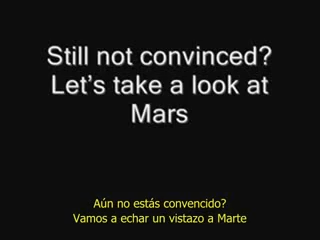 Still not convinced?
Let's take a look at
Mars
Aún no estás convencido?
Vamos a echar un vistazo a Marte